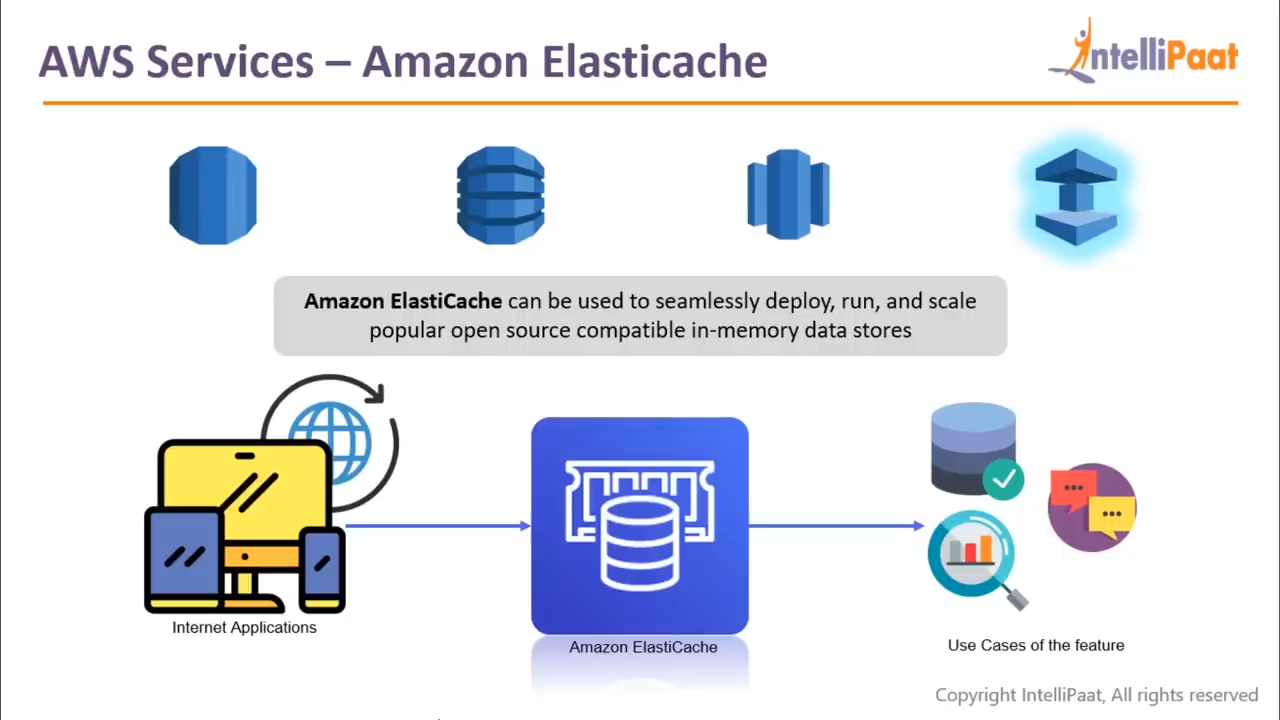 AWS Services – Amazon Elasticache
IntelliPaat
Amazon ElastiCache can be used to seamlessly deploy, run, and scale
popular open source compatible in-memory data stores
Internet Applications
Amazon ElastiCache
Use Cases of the feature
Copyright IntelliPaat, All rights reserved